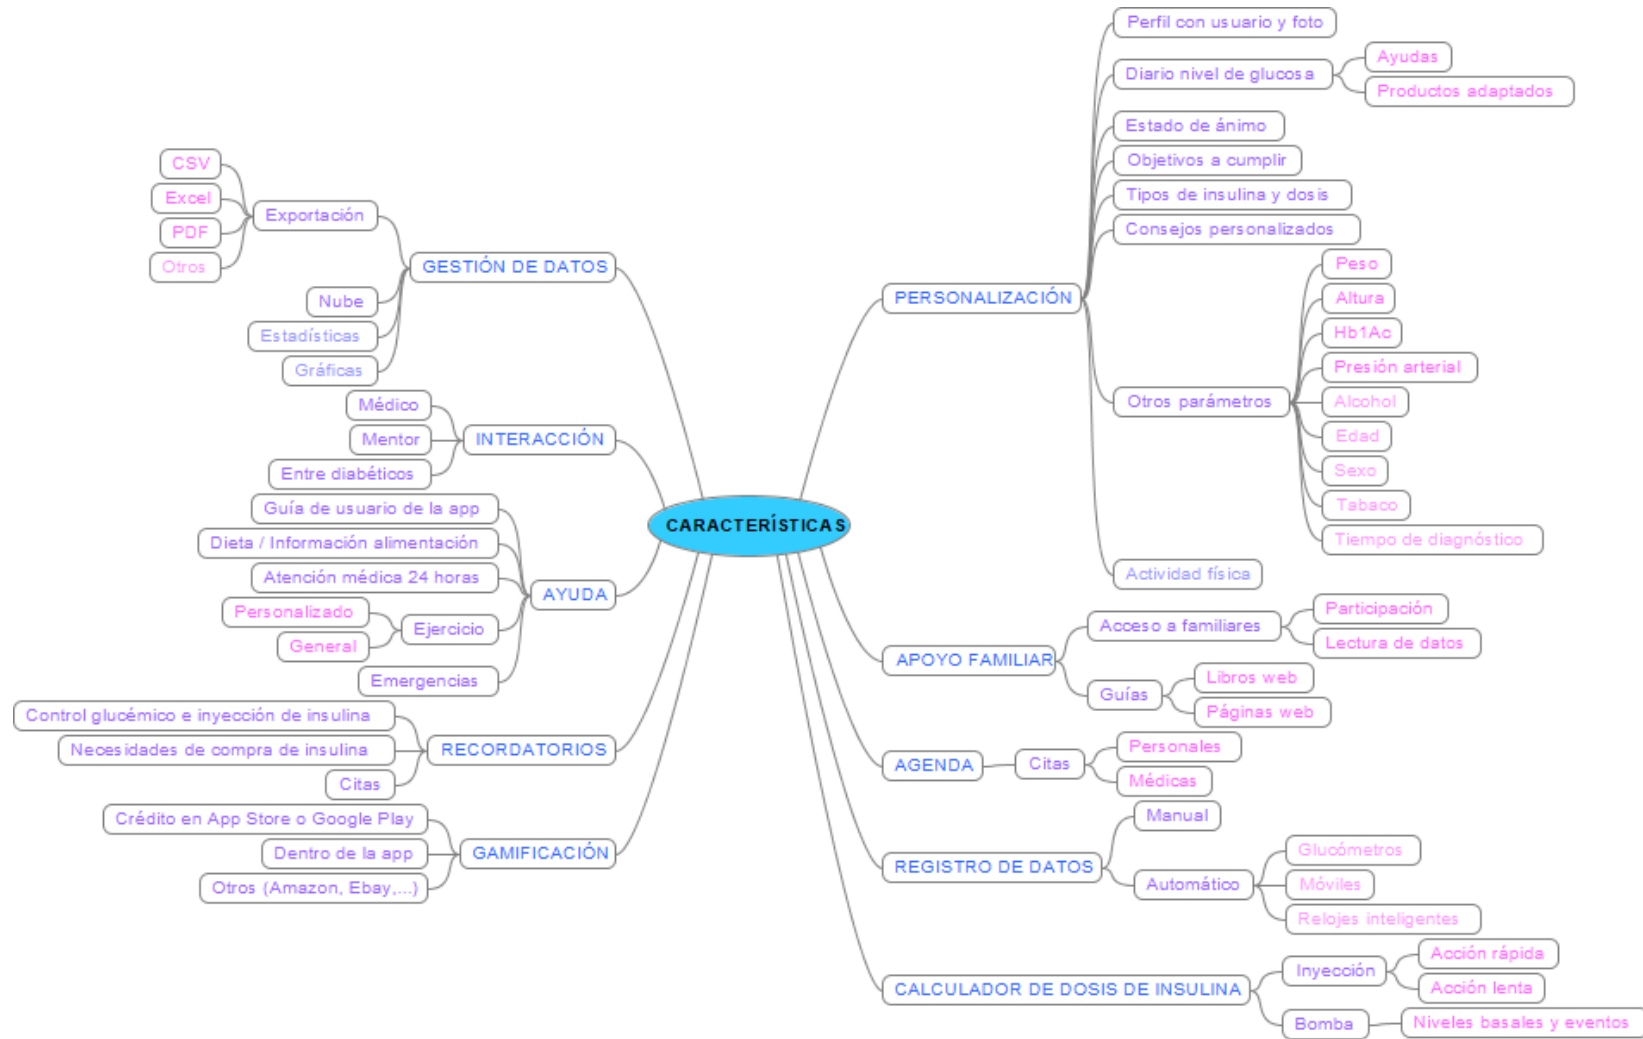 CARACTERÍSTICAS
GESTIÓN DE DATOS
Exportación
CSV
Excel
PDF
Otros
Nube
Estadísticas
Gráficas
INTERACCIÓN
Médico
Mentor
Entre diabéticos
AYUDA
Guía de usuario de la app
Dieta / Información alimentación
Atención médica 24 horas
Ejercicio
Personalizado
General
Emergencias
RECORDATORIOS
Control glucémico e inyección de insulina
Necesidades de compra de insulina
Citas
GAMIFICACIÓN
Crédito en App Store o Google Play
Dentro de la app
Otros (Amazon, Ebay,...)
PERSONALIZACIÓN
Perfil con usuario y foto
Diario nivel de glucosa
Ayudas
Productos adaptados
Estado de ánimo
Objetivos a cumplir
Tipos de insulina y dosis
Consejos personalizados
Otros parámetros
Peso
Altura
Hb1Ac
Presión arterial
Alcohol
Edad
Sexo
Tabaco
Tiempo de diagnóstico
Actividad física
APOYO FAMILIAR
Acceso a familiares
Participación
Lectura de datos
Guías
Libros web
Páginas web
AGENDA
Citas
Personales
Médicas
REGISTRO DE DATOS
Manual
Automático
Glucómetros
Móviles
Relojes inteligentes
CALCULADOR DE DOSIS DE INSULINA
Inyección
Acción rápida
Acción lenta
Bomba
Niveles basales y eventos